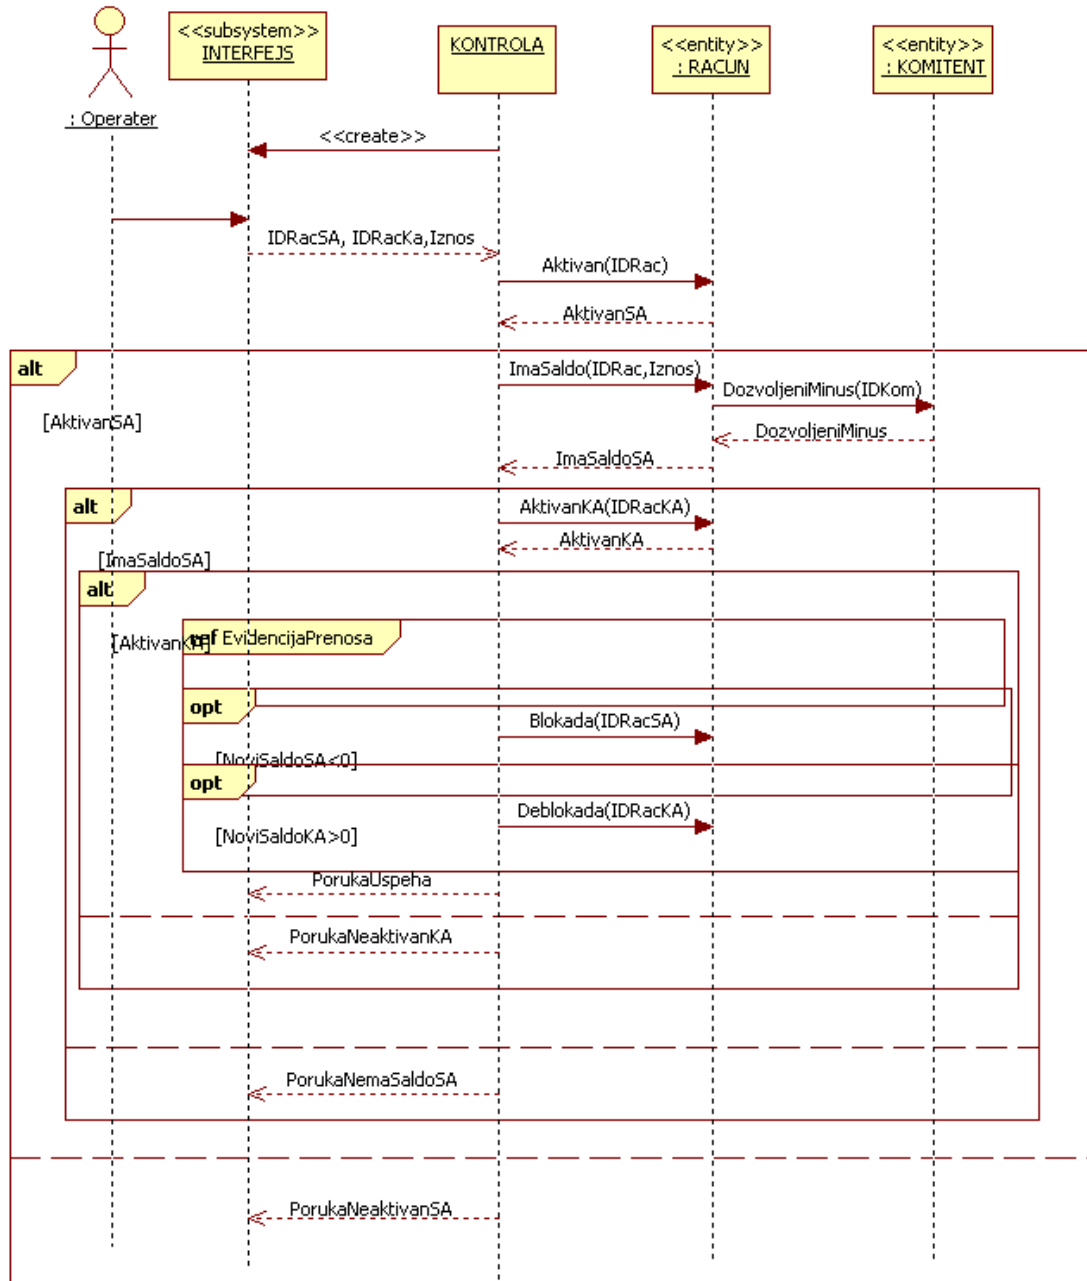 <<subsystem>>
INTERFEJS
KONTROLA
<<entity>>
: RACUN
<<entity>>
: KOMITENT
: Operater
<<create>>
IDRacSA, IDRacKa,Iznos
Aktivan(IDRac)
AktivanSA
alt
ImaSaldo(IDRac,Iznos)
DozvoljeniMinus(IDKom)
[AktivanSA]
DozvoljeniMinus
ImaSaldoSA
alt
AktivanKA(IDRacKA)
AktivanKA
[ImaSaldoSA]
alt
ref EvidencijaPrenosa
[AktivanKA]
opt
Blokada(IDRacSA)
[NoviSaldoSA<0]
opt
Deblokada(IDRacKA)
[NoviSaldoKA>0]
PorukaUspeha
PorukaNeaktivanKA
PorukaNemaSaldoSA
PorukaNeaktivanSA